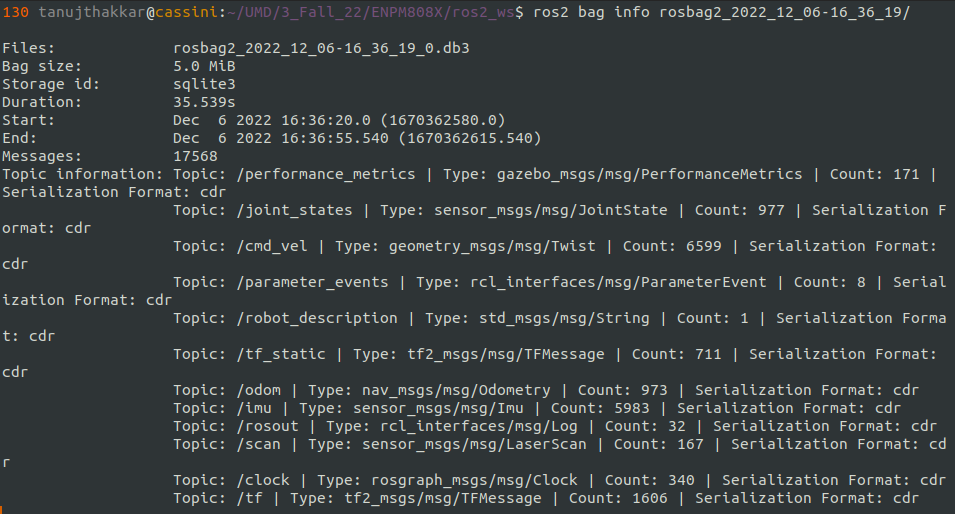 130 tanujthakkar@cassini:~/UMD/3_Fall_22/ENPM808X/ros2_ws$ ros2 bag info rosbag2_2022_12_06-16_36_19/
Files: rosbag2_2022_12_06-16_36_19_0.db3
Bag size: 5.0 MiB
Storage id: sqlite3
Duration: 35.539s
Start: Dec  6 2022 16:36:20.0 (1670362580.0)
End: Dec  6 2022 16:36:55.540 (1670362615.540)
Messages: 17568
Topic information: Topic: /performance_metrics | Type: gazebo_msgs/msg/PerformanceMetrics | Count: 171 |
Serialization Format: cdr
Topic: /joint_states | Type: sensor_msgs/msg/JointState | Count: 977 | Serialization F
ormat: cdr
Topic: /cmd_vel | Type: geometry_msgs/msg/Twist | Count: 6599 | Serialization Format:
cdr
Topic: /parameter_events | Type: rcl_interfaces/msg/ParameterEvent | Count: 8 | Serial
ization Format: cdr
Topic: /robot_description | Type: std_msgs/msg/String | Count: 1 | Serialization Forma
t: cdr
Topic: /tf_static | Type: tf2_msgs/msg/TFMessage | Count: 711 | Serialization Format:
cdr
Topic: /odom | Type: nav_msgs/msg/Odometry | Count: 973 | Serialization Format: cdr
Topic: /imu | Type: sensor_msgs/msg/Imu | Count: 5983 | Serialization Format: cdr
Topic: /rosout | Type: rcl_interfaces/msg/Log | Count: 32 | Serialization Format: cdr
Topic: /scan | Type: sensor_msgs/msg/LaserScan | Count: 167 | Serialization Format: cd
r
Topic: /clock | Type: rosgraph_msgs/msg/Clock | Count: 340 | Serialization Format: cdr
Topic: /tf | Type: tf2_msgs/msg/TFMessage | Count: 1606 | Serialization Format: cdr